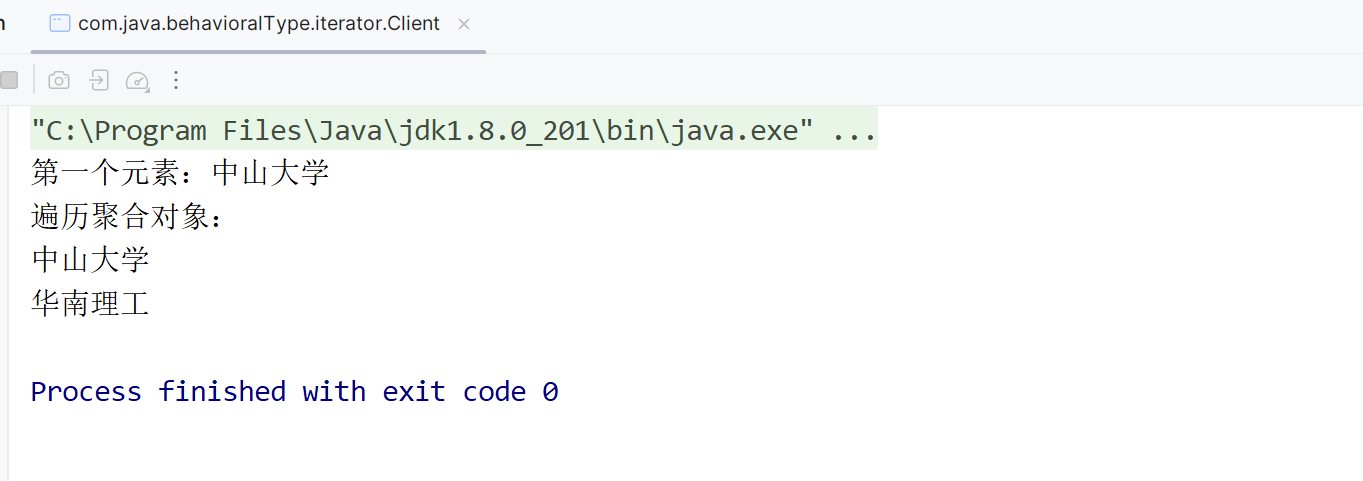 com.java.behavioralType.iterator.Client
"C:\Program Files\Java\jdk1.8.0_201\bin\java.exe" ...
第一个元素：中山大学
遍历聚合对象：
中山大学
华南理工
Process finished with exit code 0